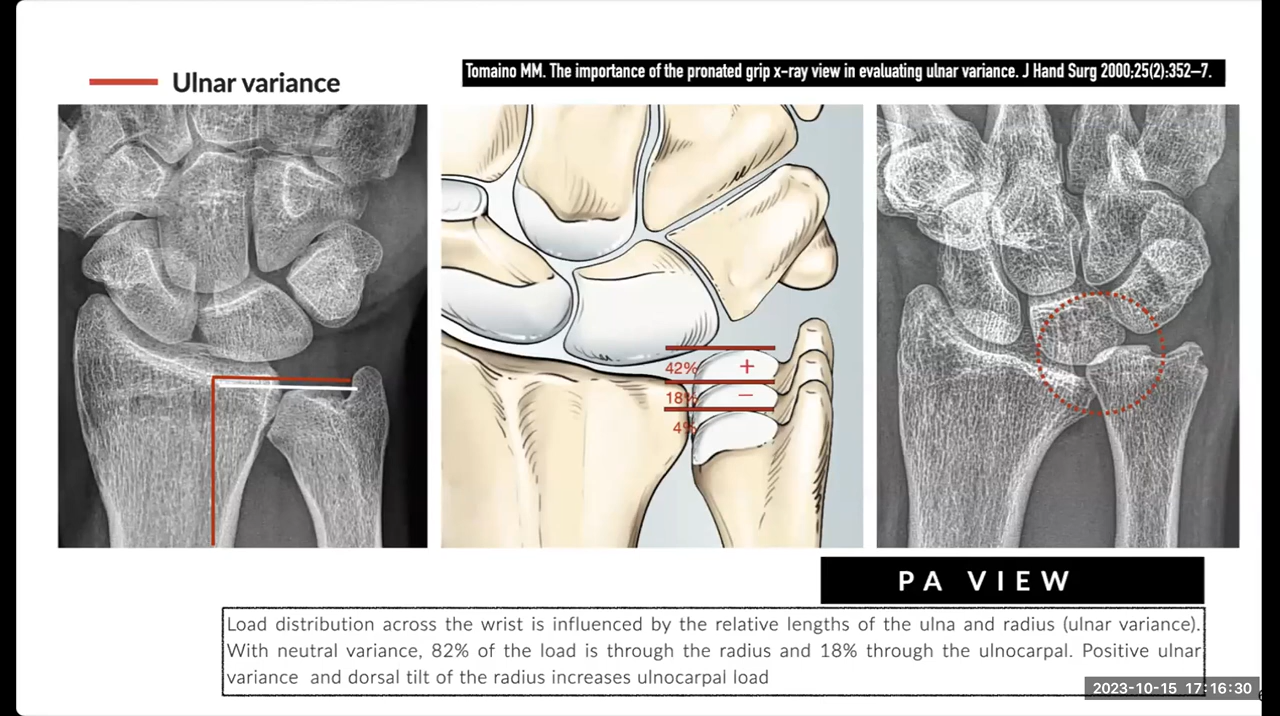 Ulnar variance
Tomaino MM. The importance of the pronated grip x-ray view in evaluating ulnar variance. J Hand Surg 2000;25(2):352–7.
42% +
18% −
4%
PA VIEW
Load distribution across the wrist is influenced by the relative lengths of the ulna and radius (ulnar variance).
With neutral variance, 82% of the load is through the radius and 18% through the ulnocarpal. Positive ulnar
variance and dorsal tilt of the radius increases ulnocarpal load
2023-10-15 17:16:30